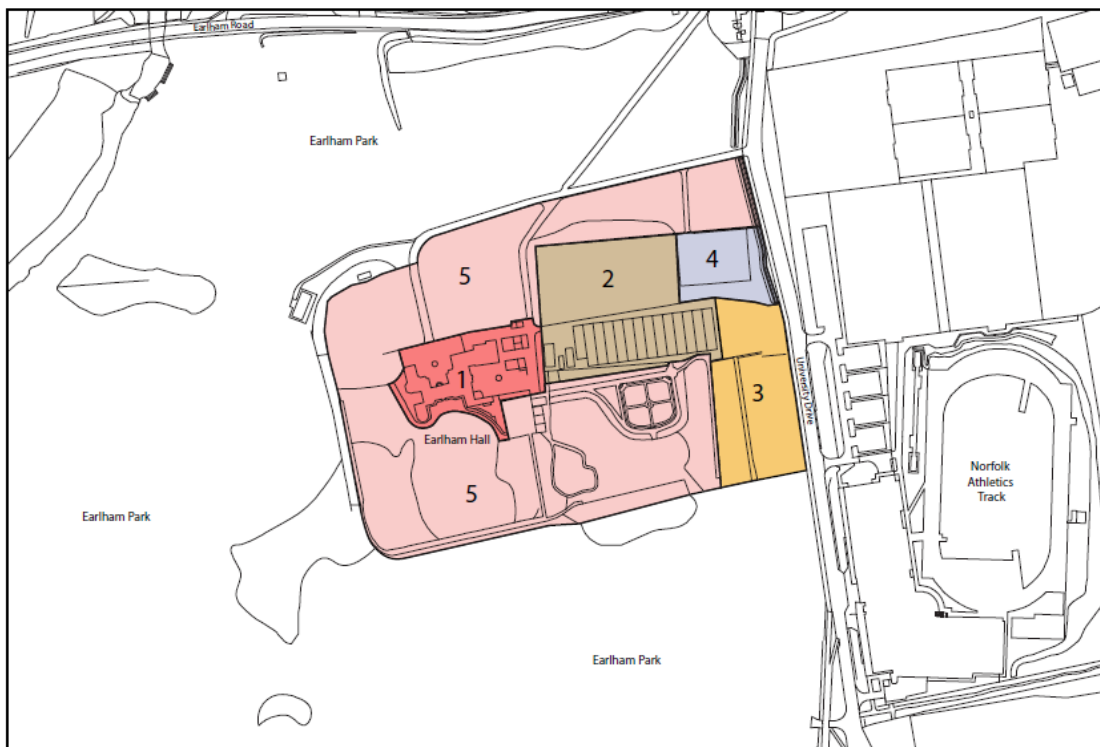 Earlham Road
Earlham Park
5
2
4
1
3
University Drive
Earlham Hall
5
Norfolk
Athletics
Track
Earlham Park
Earlham Park